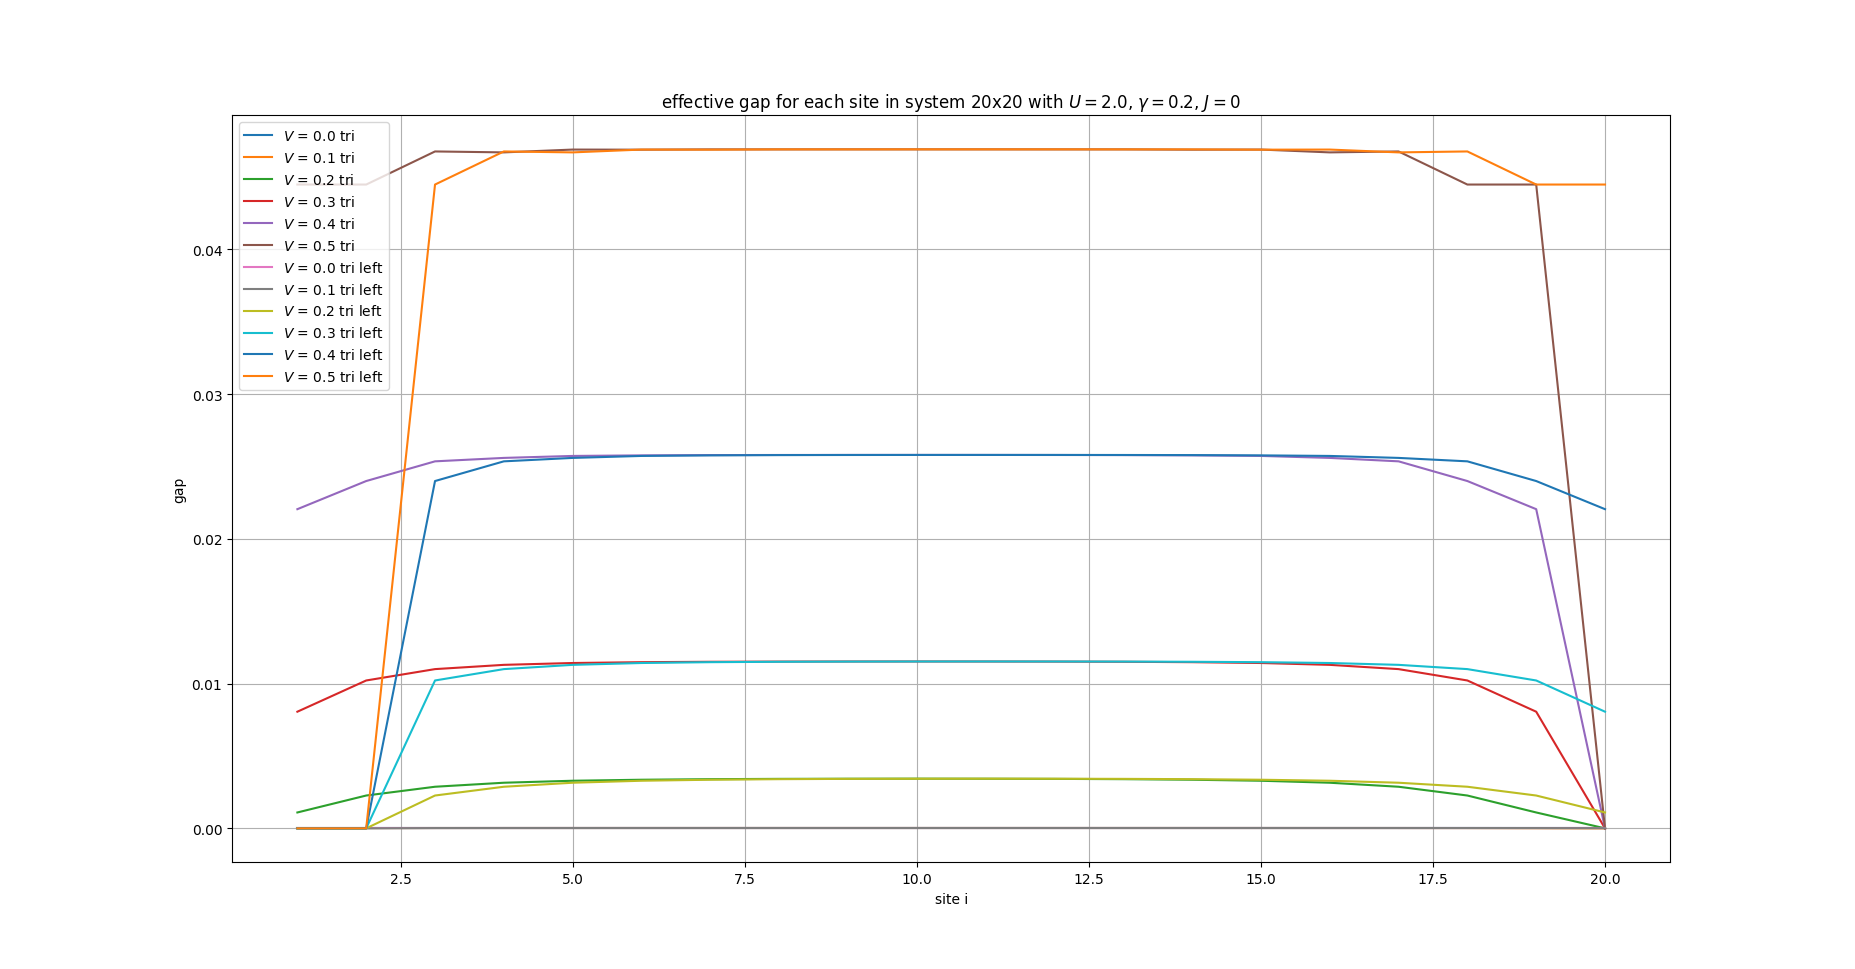 effective gap for each site in system 20x20 with U = 2.0, γ = 0.2, J = 0
V = 0.0 tri
V = 0.1 tri
V = 0.2 tri
V = 0.3 tri
V = 0.4 tri
V = 0.5 tri
V = 0.0 tri left
V = 0.1 tri left
V = 0.2 tri left
V = 0.3 tri left
V = 0.4 tri left
V = 0.5 tri left
0.04
0.03
0.02
0.01
0.00
gap
2.5 5.0 7.5 10.0 12.5 15.0 17.5 20.0
site i